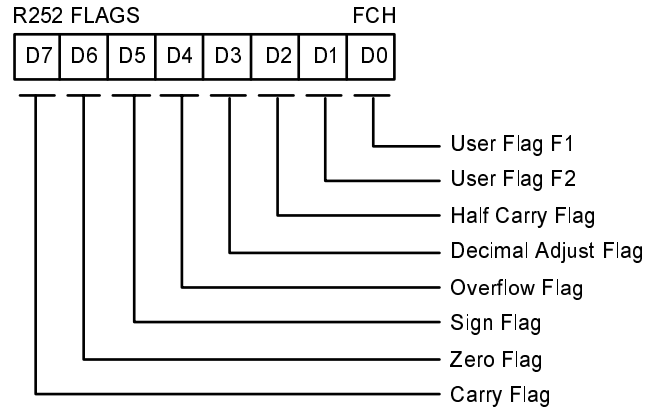 R252 FLAGS FCH
D7 D6 D5 D4 D3 D2 D1 D0
User Flag F1
User Flag F2
Half Carry Flag
Decimal Adjust Flag
Overflow Flag
Sign Flag
Zero Flag
Carry Flag